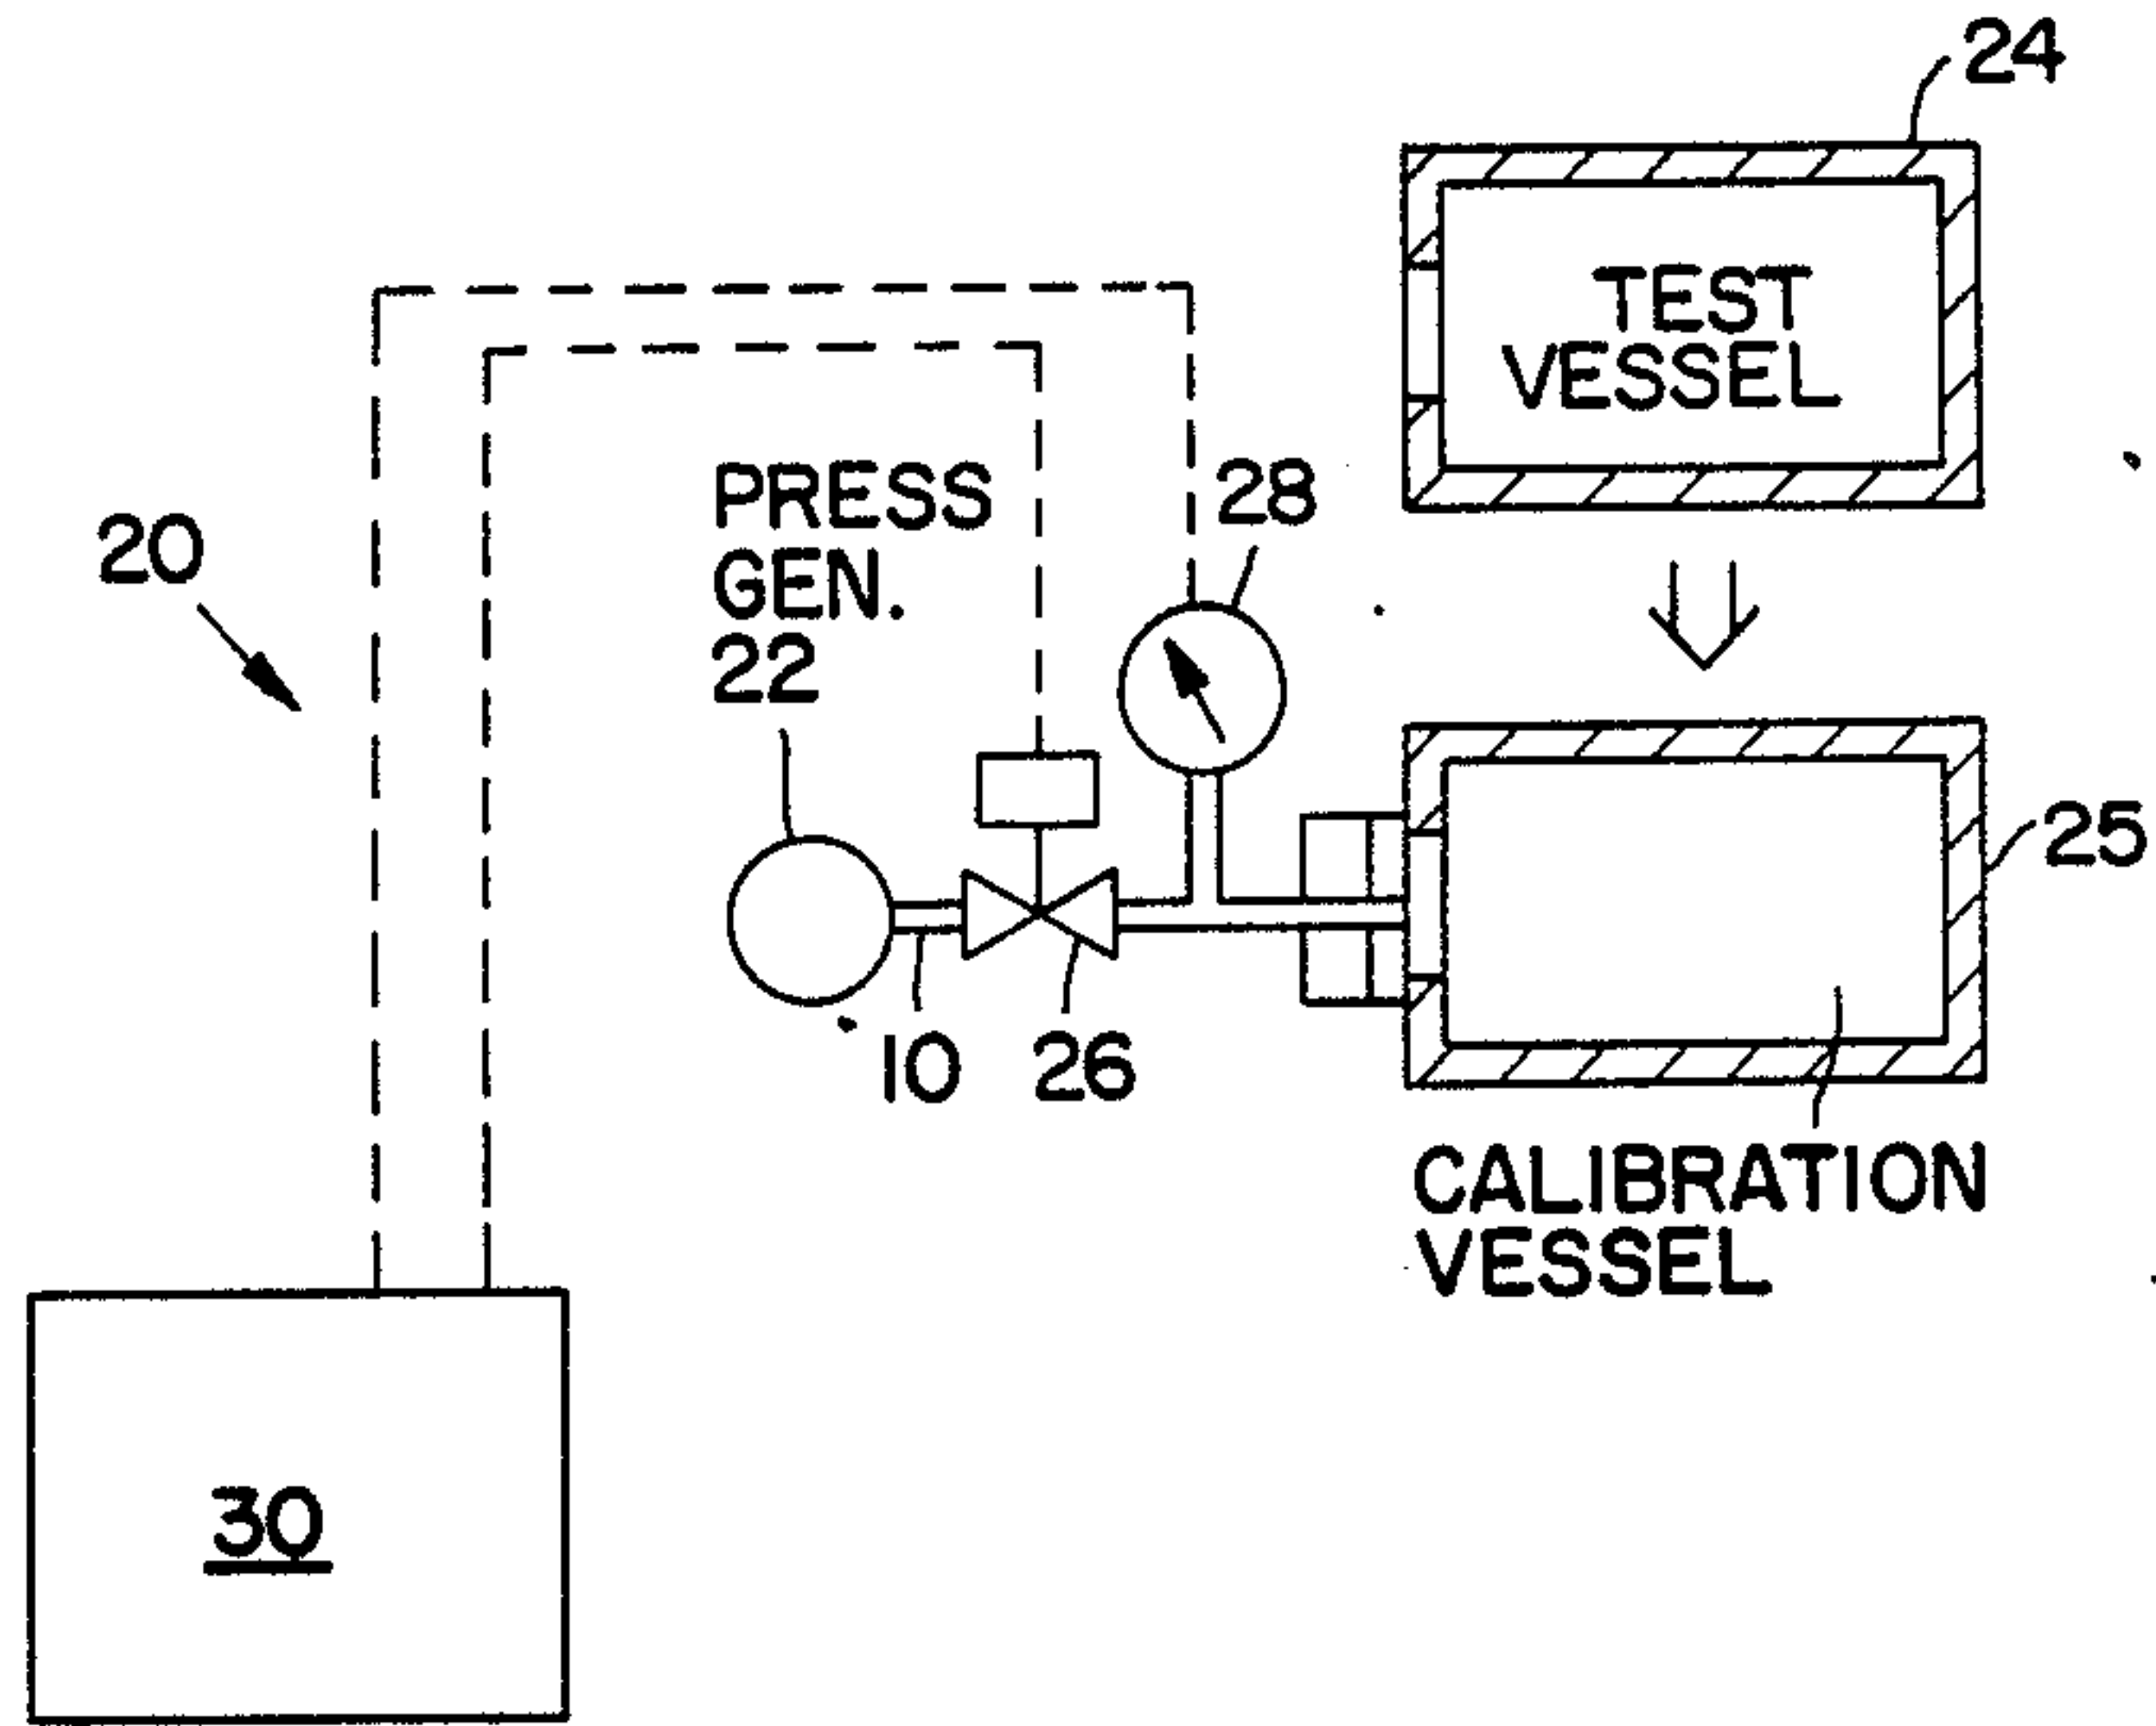 24
TEST
VESSEL
20
PRESS
GEN.
22
28
25
10
26
CALIBRATION
VESSEL
30